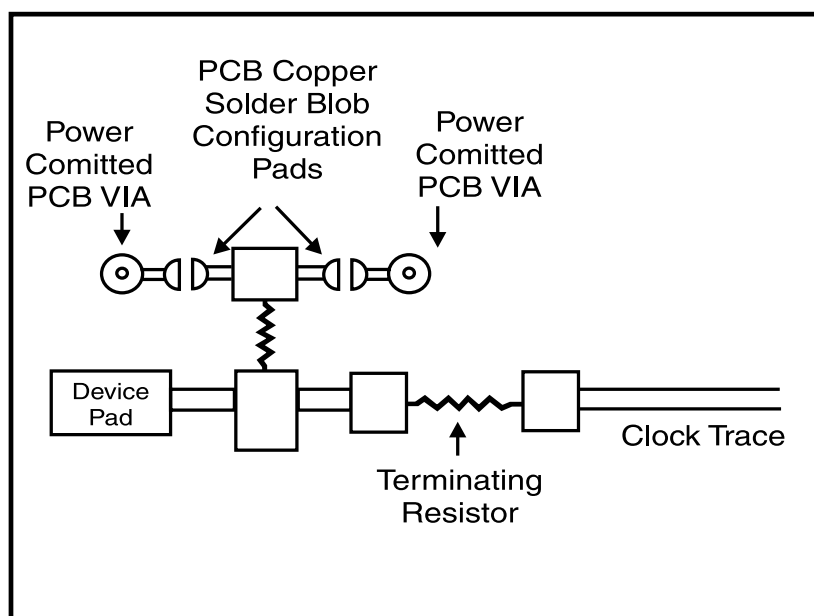 PCB Copper
Solder Blob
Configuration
Pads
Power
Comitted
PCB VIA
Power
Comitted
PCB VIA
Device
Pad
Clock Trace
Terminating
Resistor